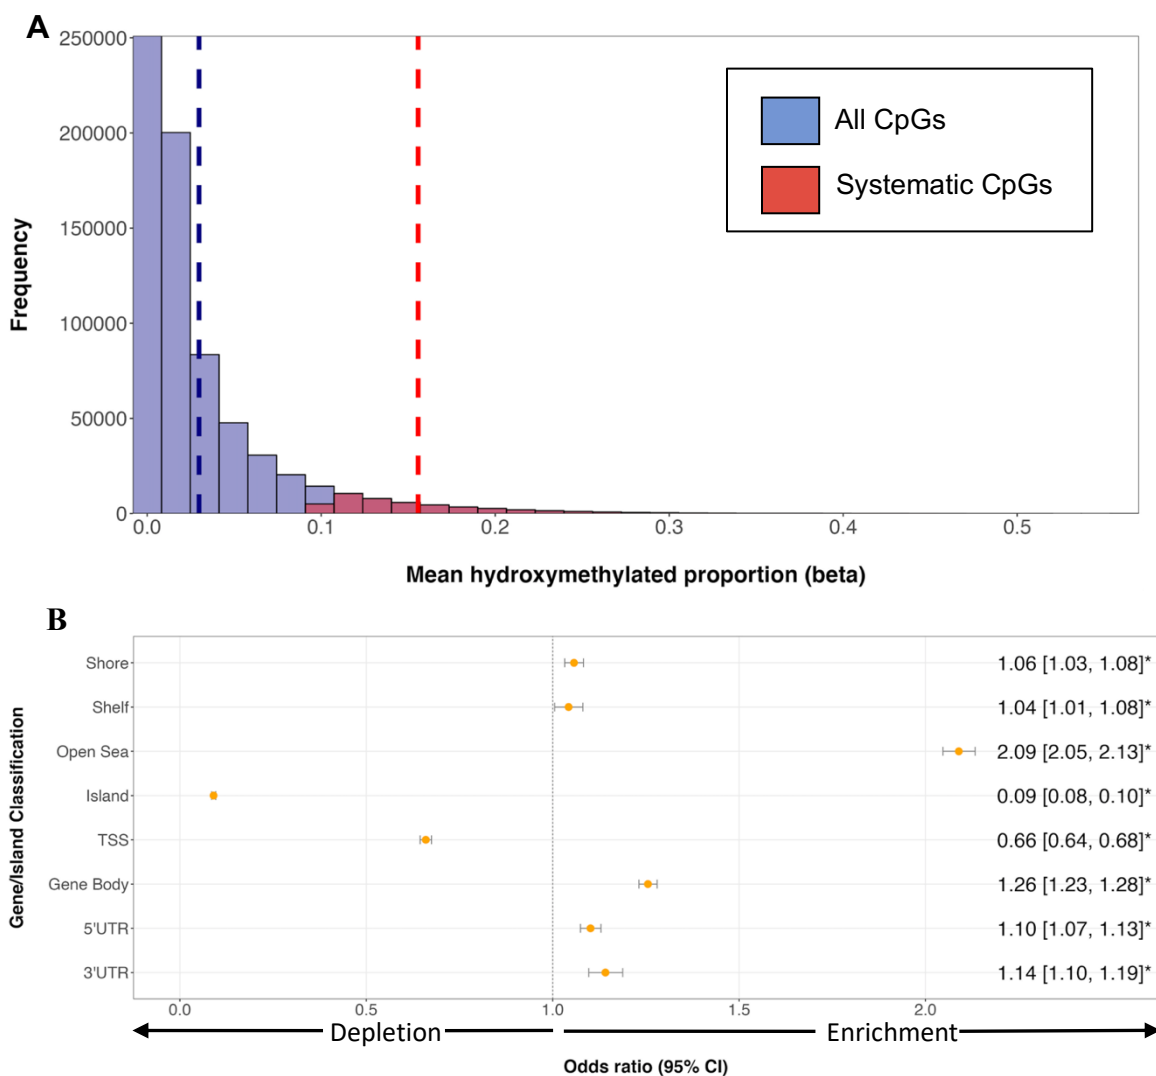 A
250000
200000
150000
100000
50000
0
Frequency
All CpGs
Systematic CpGs
0.0 0.1 0.2 0.3 0.4 0.5
Mean hydroxymethylated proportion (beta)
B
Gene/Island Classification
Shore 1.06 [1.03, 1.08]*
Shelf 1.04 [1.01, 1.08]*
Open Sea 2.09 [2.05, 2.13]*
Island 0.09 [0.08, 0.10]*
TSS 0.66 [0.64, 0.68]*
Gene Body 1.26 [1.23, 1.28]*
5'UTR 1.10 [1.07, 1.13]*
3'UTR 1.14 [1.10, 1.19]*
0.0 0.5 1.0 1.5 2.0
Depletion Enrichment
Odds ratio (95% CI)